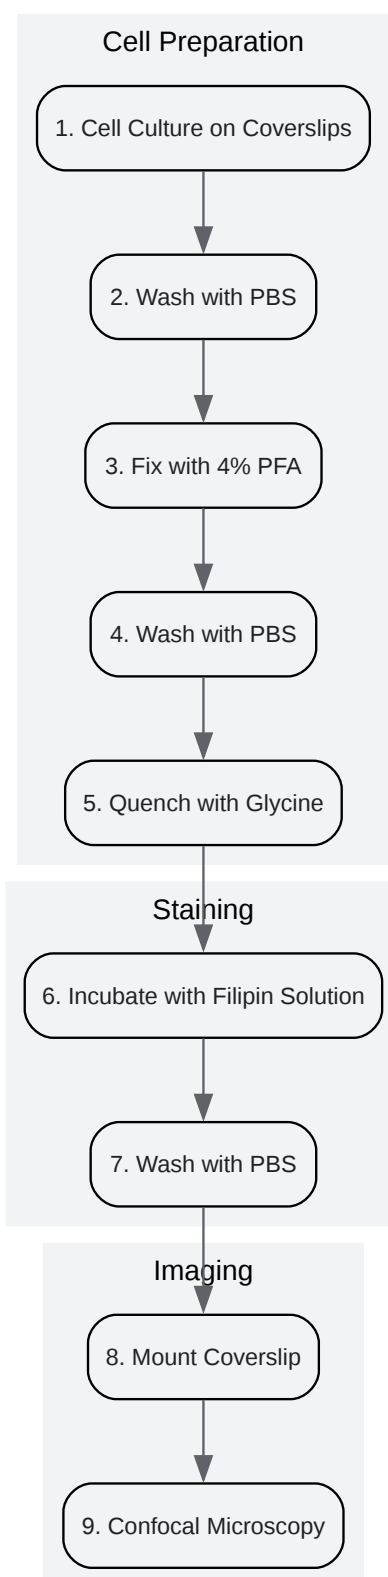 Cell Preparation
1. Cell Culture on Coverslips
2. Wash with PBS
3. Fix with 4% PFA
4. Wash with PBS
5. Quench with Glycine
Staining
6. Incubate with Filipin Solution
7. Wash with PBS
Imaging
8. Mount Coverslip
9. Confocal Microscopy